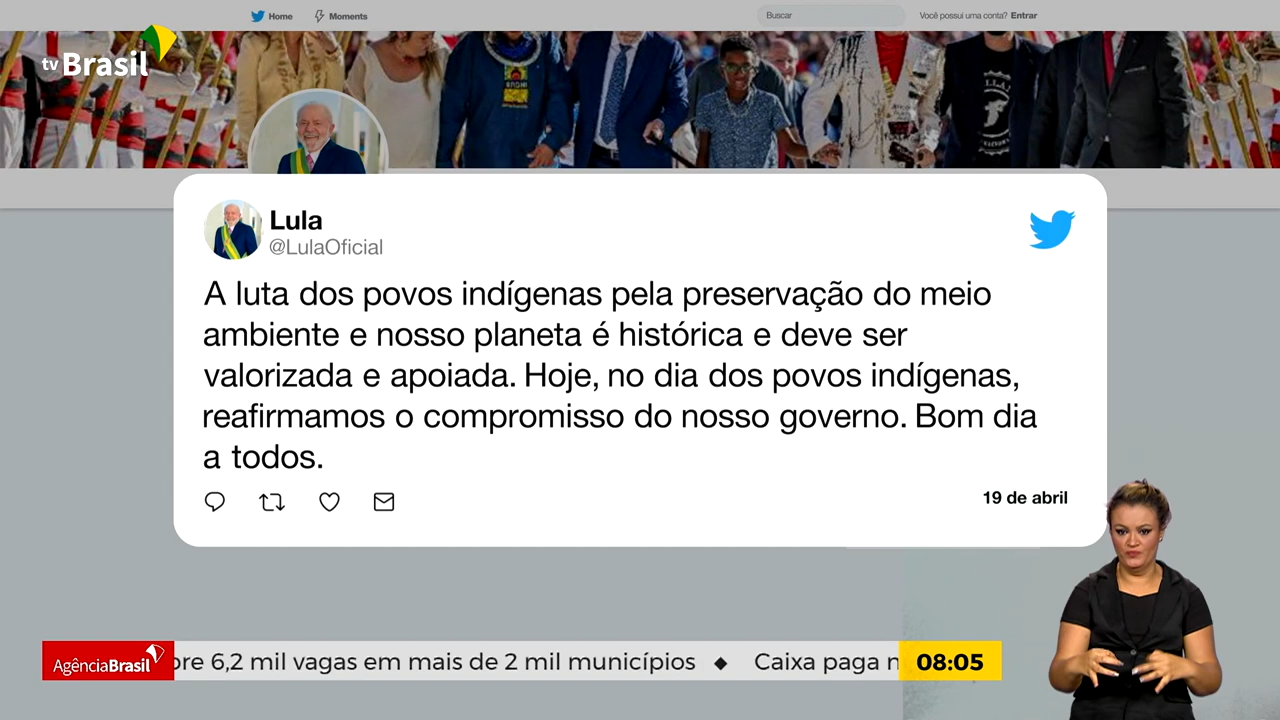 Home
Moments
Buscar
Você possui uma conta? Entrar
tv Brasil
Lula
@LulaOficial
A luta dos povos indígenas pela preservação do meio
ambiente e nosso planeta é histórica e deve ser
valorizada e apoiada. Hoje, no dia dos povos indígenas,
reafirmamos o compromisso do nosso governo. Bom dia
a todos.
19 de abril
AgênciaBrasil
6,2 mil vagas em mais de 2 mil municípios ◆ Caixa paga
08:05